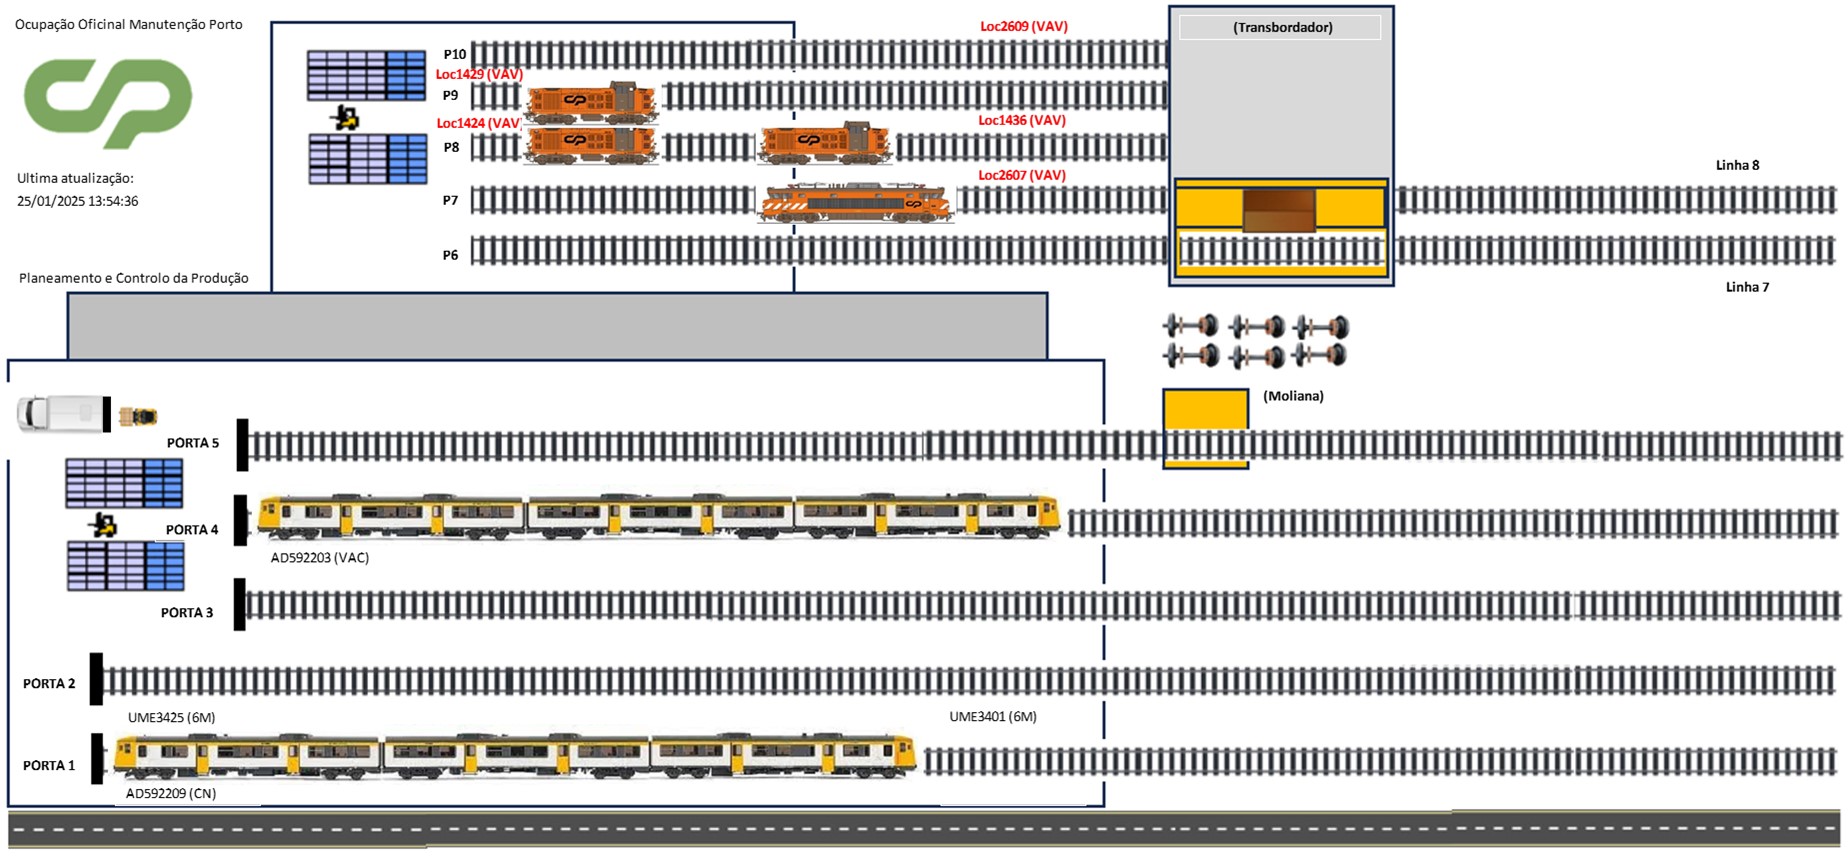 Ocupação Oficinal Manutenção Porto
Loc2609 (VAV)
(Transbordador)
P10
Loc1429 (VAV)
P9
Loc1424 (VAV)
Loc1436 (VAV)
P8
Ultima atualização:
25/01/2025 13:54:36
Loc2607 (VAV)
Linha 8
P7
P6
Planeamento e Controlo da Produção
Linha 7
(Moliana)
PORTA 5
PORTA 4
AD592203 (VAC)
PORTA 3
PORTA 2
UME3425 (6M)
UME3401 (6M)
PORTA 1
AD592209 (CN)